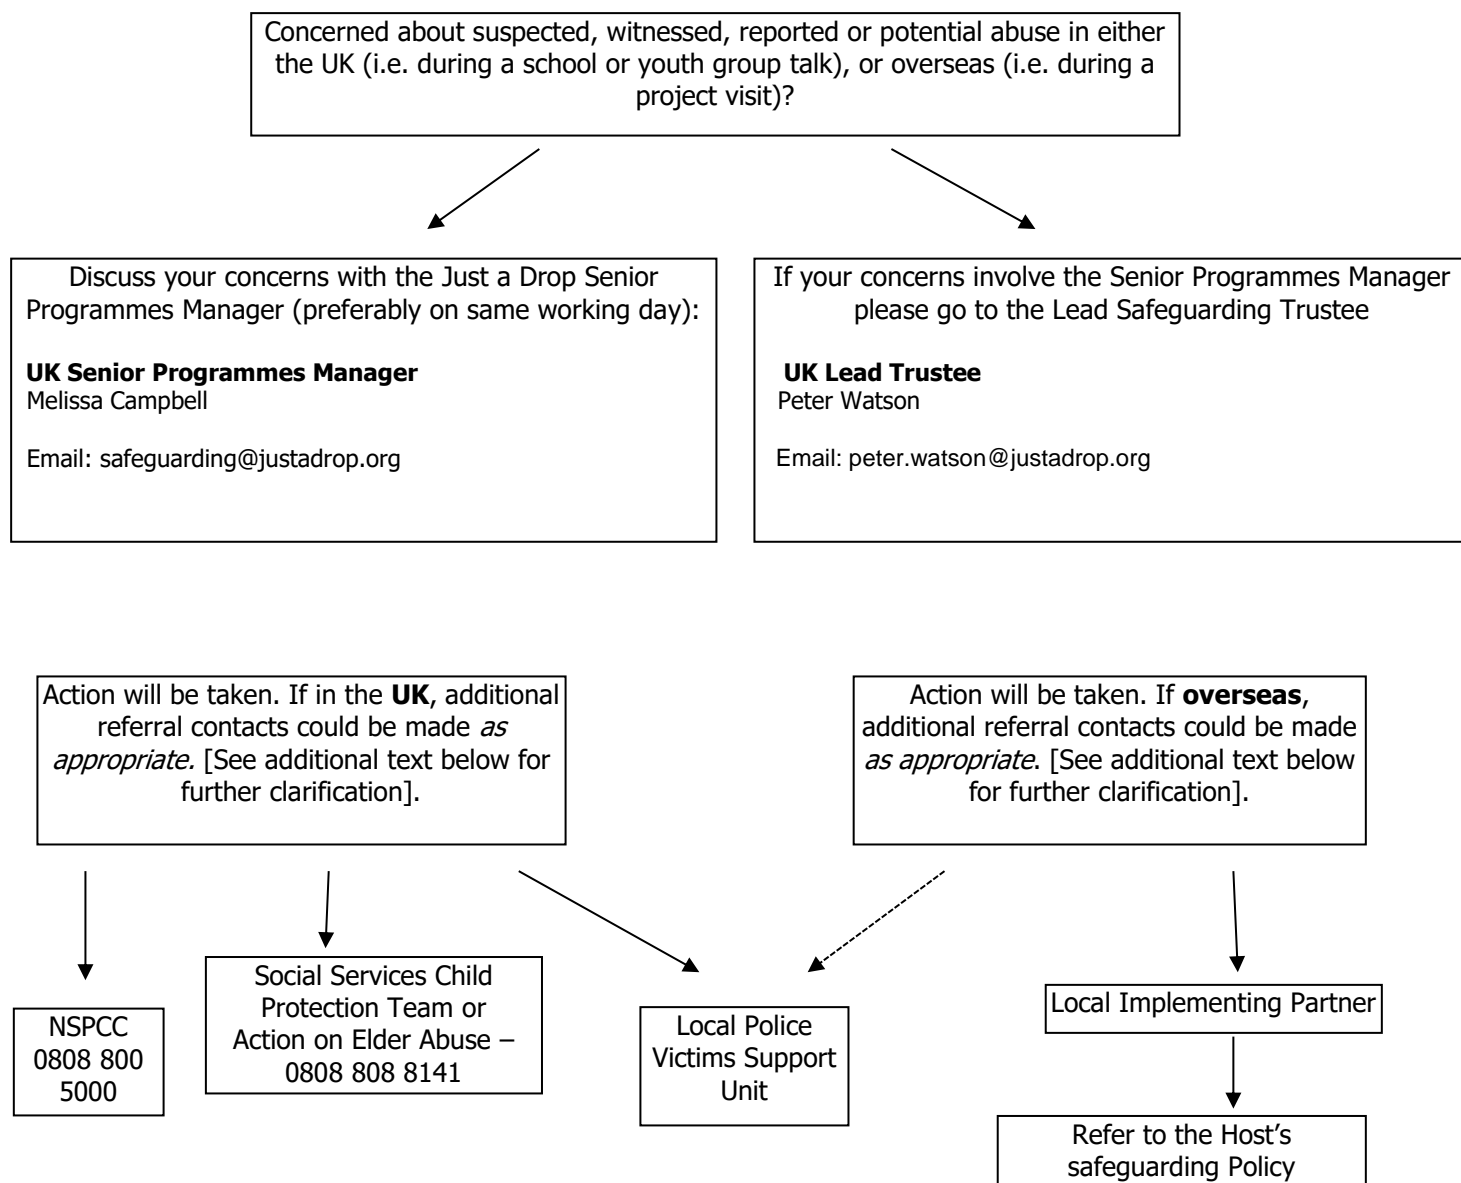 Concerned about suspected, witnessed, reported or potential abuse in either
the UK (i.e. during a school or youth group talk), or overseas (i.e. during a
project visit)?
Discuss your concerns with the Just a Drop Senior
Programmes Manager (preferably on same working day):
UK Senior Programmes Manager
Melissa Campbell
Email: safeguarding@justadrop.org
If your concerns involve the Senior Programmes Manager
please go to the Lead Safeguarding Trustee
UK Lead Trustee
Peter Watson
Email: peter.watson@justadrop.org
Action will be taken. If in the UK, additional
referral contacts could be made as
appropriate. [See additional text below for
further clarification].
Action will be taken. If overseas,
additional referral contacts could be made
as appropriate. [See additional text below
for further clarification].
NSPCC
0808 800
5000
Social Services Child
Protection Team or
Action on Elder Abuse –
0808 808 8141
Local Police
Victims Support
Unit
Local Implementing Partner
Refer to the Host’s
safeguarding Policy